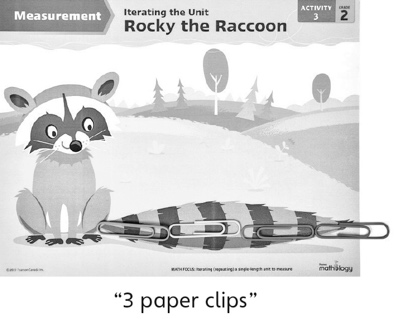 Measurement
Iterating the Unit
Rocky the Raccoon
ACTIVITY
3
GRADE
2
MATH FOCUS: Iterating (repeating) a single-length unit to measure
mathology
“3 paper clips”